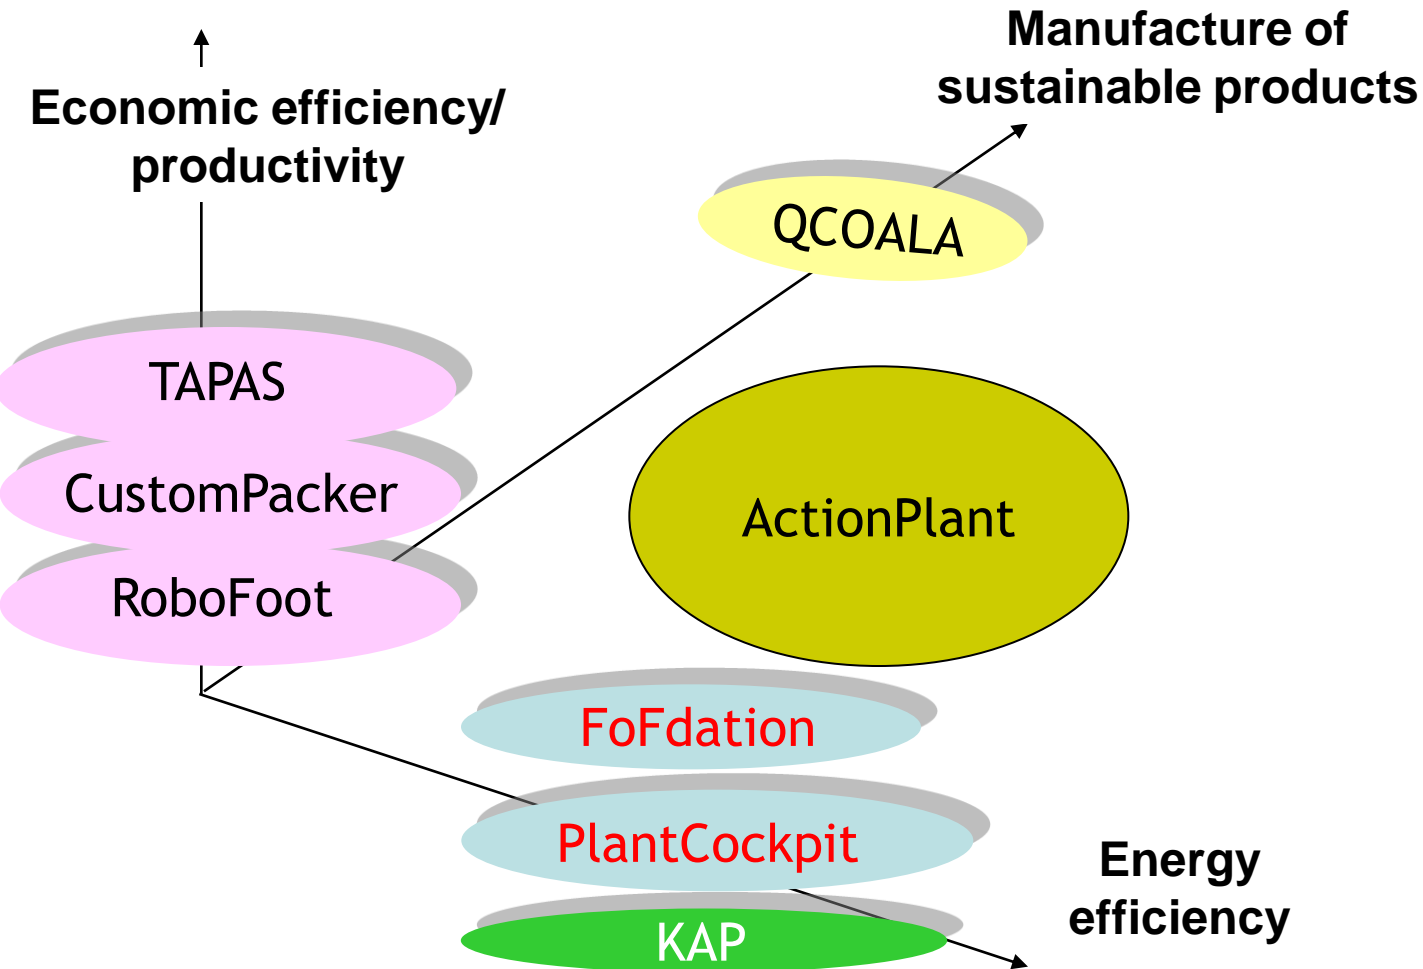 Manufacture of
sustainable products
Economic efficiency/
productivity
QCOALA
TAPAS
CustomPacker
ActionPlant
RoboFoot
FoFdation
PlantCockpit
Energy
efficiency
KAP